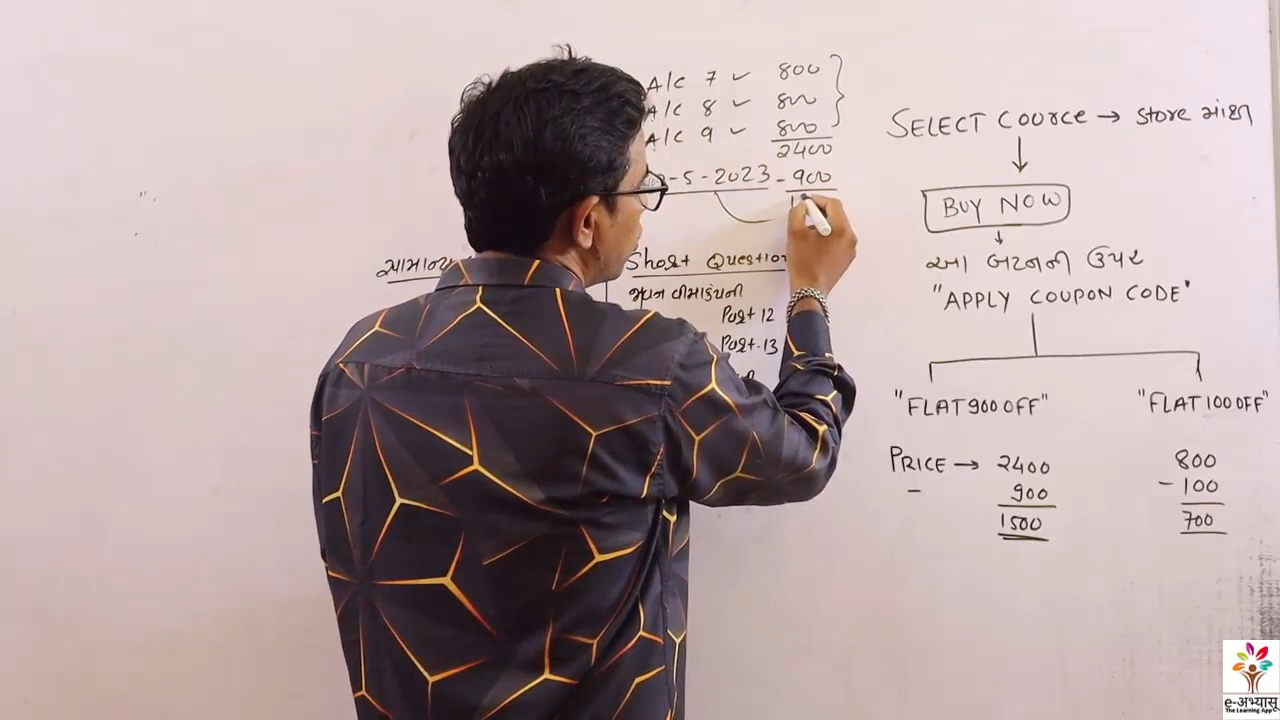 A/C 7 ✓ 800
A/C 8 ✓ 800
A/C 9 ✓ 800
2400
-5-2023 - 900
1
સામાન્ય
Short Question
જીવન વીમાકંપની
Part 12
Part-13
SELECT COURCE → Store માંથી
BUY NOW
આ બટનની ઉપર
"APPLY COUPON CODE"
"FLAT900OFF" "FLAT100OFF"
PRICE → 2400 800
900 - 100
1500 700
e-अभ्यास
The Learning App